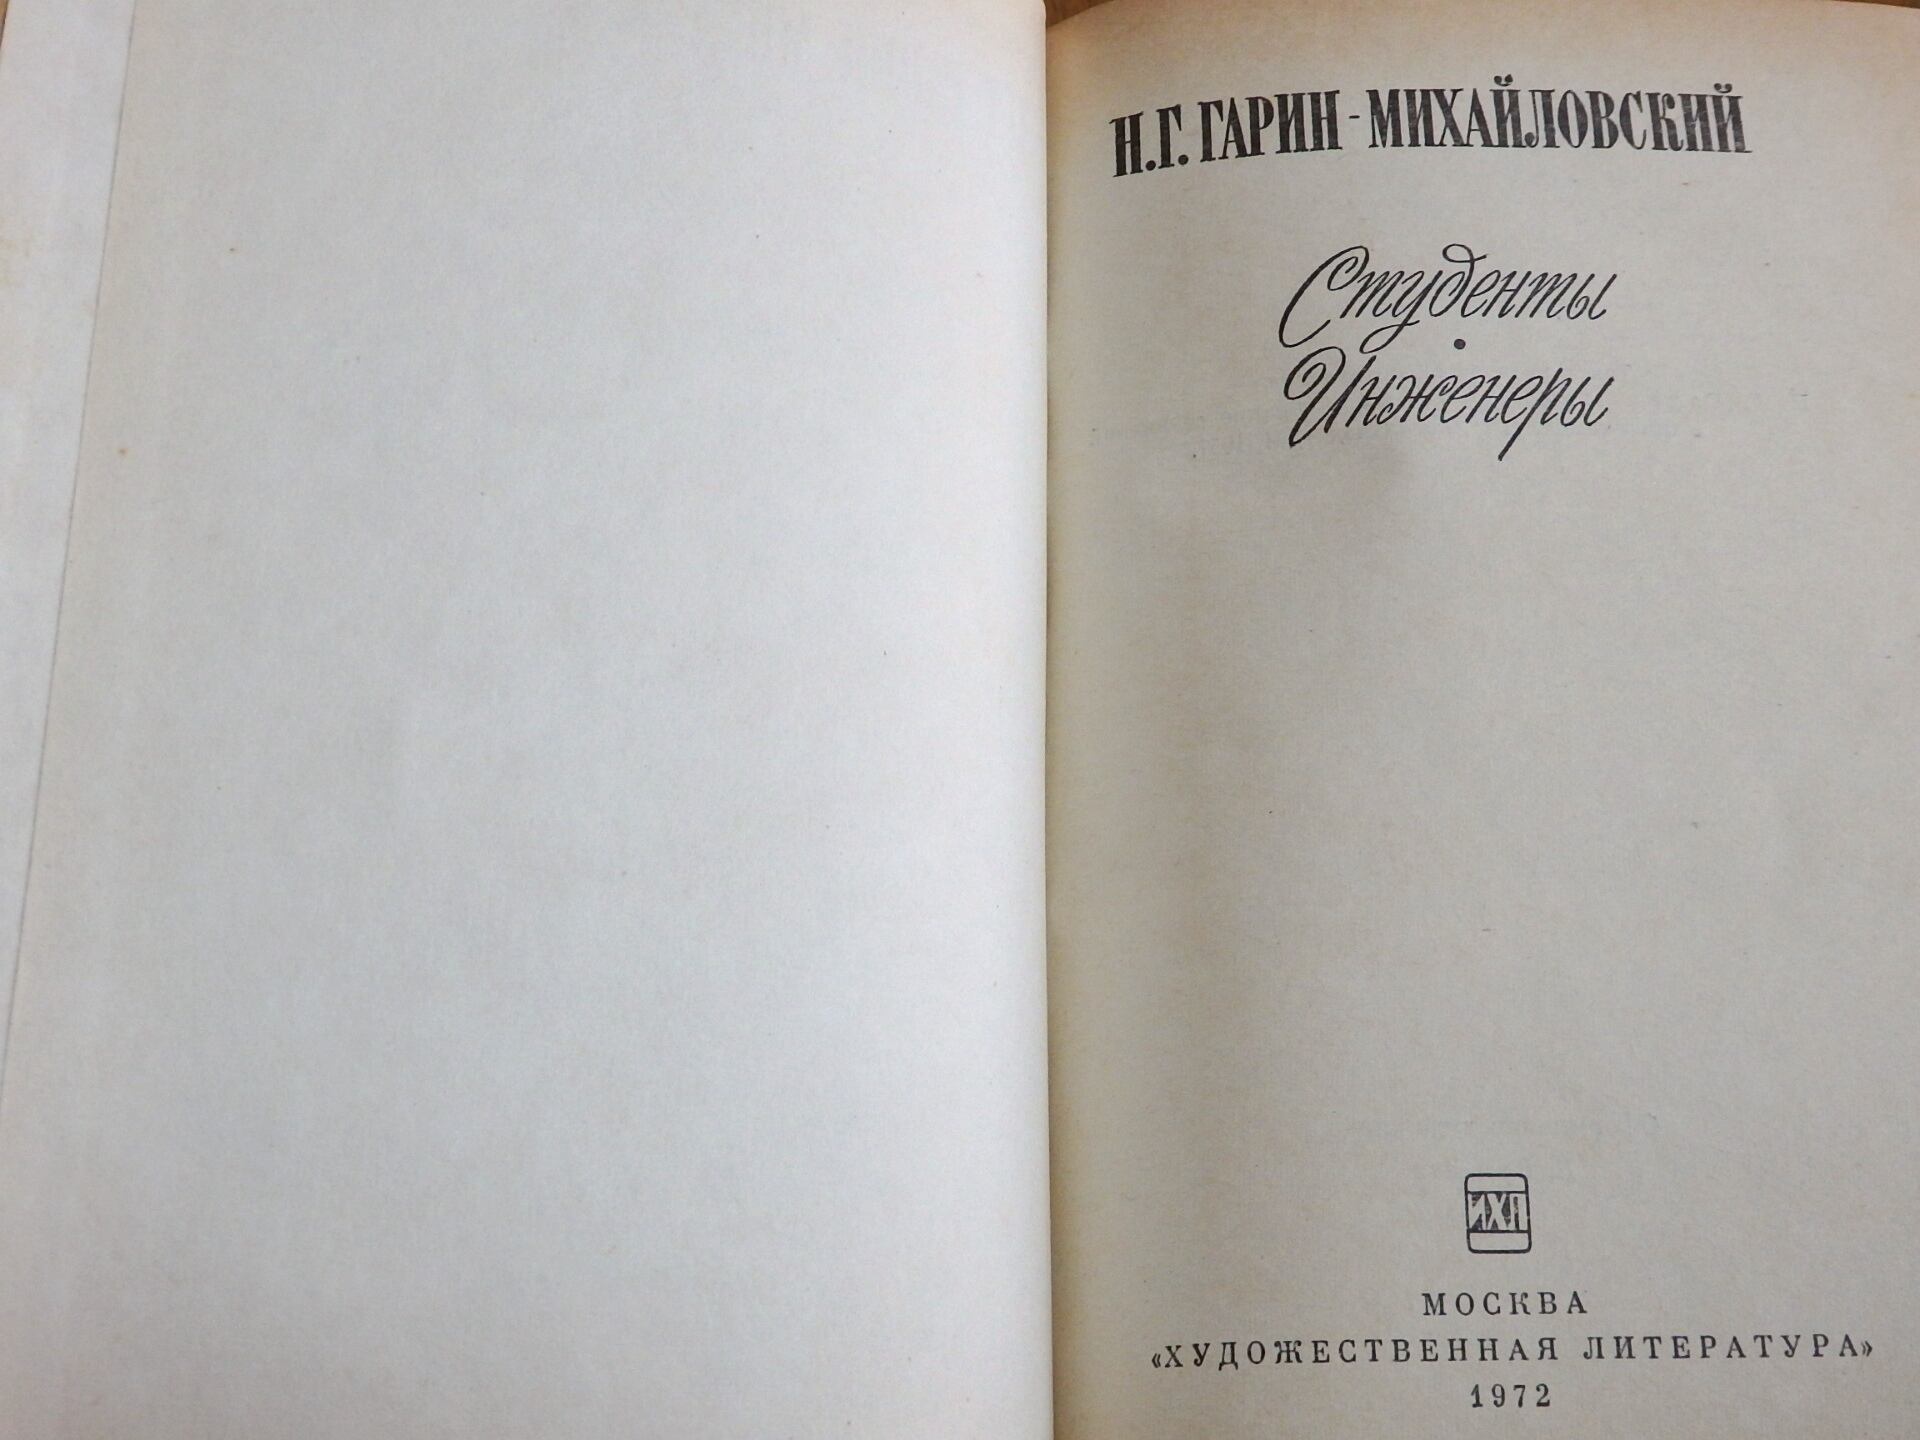 Н.Г. ГАРИН-МИХАЙЛОВСКИЙ
Студенты
•
Инженеры
ИХЛ
МОСКВА
«ХУДОЖЕСТВЕННАЯ ЛИТЕРАТУРА»
1972